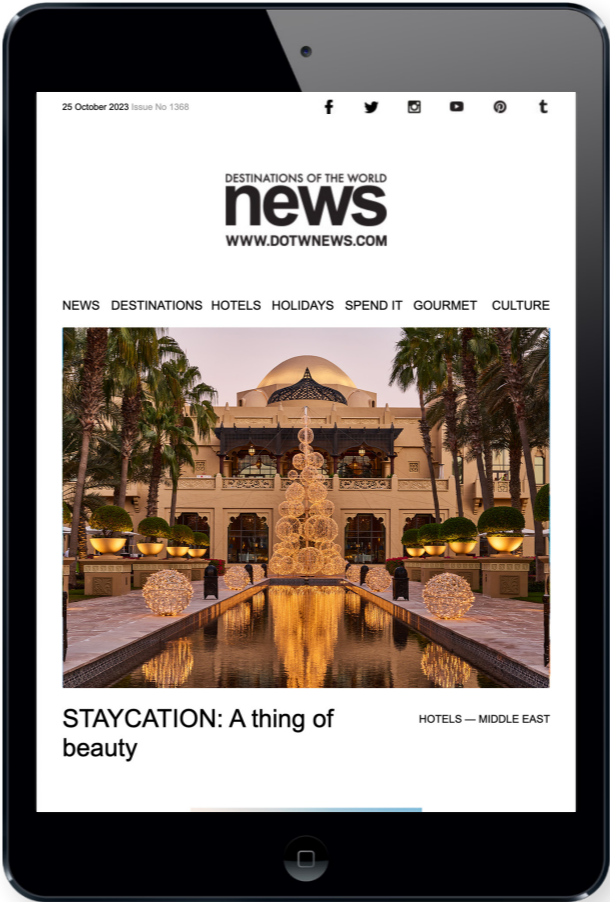 25 October 2023 Issue No 1368
DESTINATIONS OF THE WORLD
news
WWW.DOTWNEWS.COM
NEWS DESTINATIONS HOTELS HOLIDAYS SPEND IT GOURMET CULTURE
STAYCATION: A thing of
beauty
HOTELS — MIDDLE EAST